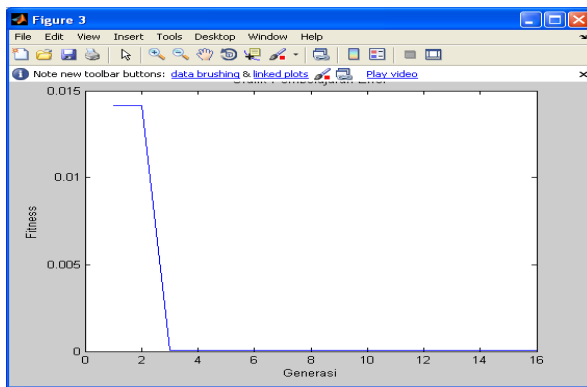 Figure 3
File Edit View Insert Tools Desktop Window Help
Note new toolbar buttons: data brushing & linked plots Play video
0.015
0.01
0.005
0
Fitness
0 2 4 6 8 10 12 14 16
Generasi